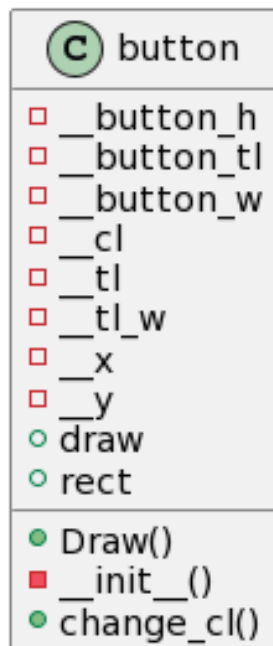 C button
__button_h
__button_tl
__button_w
__cl
__tl
__tl_w
__x
__y
draw
rect
Draw()
__init__()
change_cl()